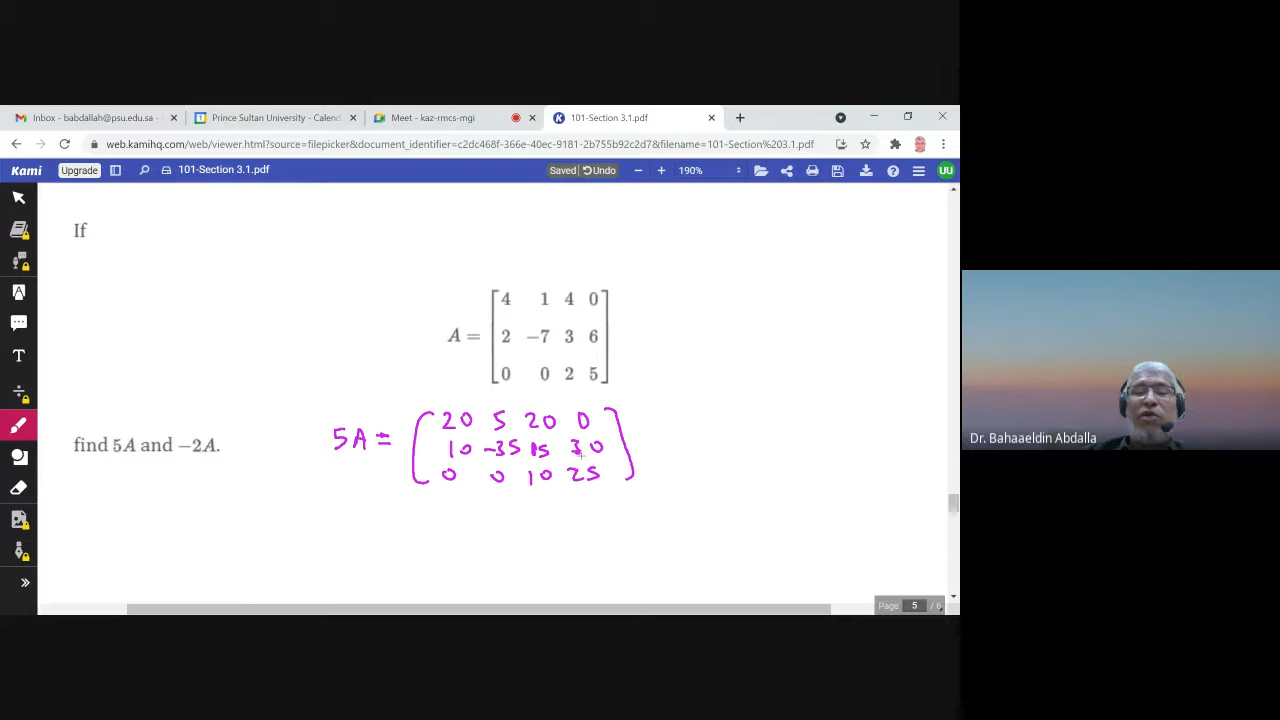 Inbox - babdallah@psu.edu.sa - × Prince Sultan University - Calend × Meet - kaz-rmcs-mgi × 101-Section 3.1.pdf ×
web.kamihq.com/web/viewer.html?source=filepicker&document_identifier=c2dc468f-366e-40ec-9181-2b755b92c2d7&filename=101-Section%203.1.pdf
Kami Upgrade 101-Section 3.1.pdf Saved Undo 190% UU
If
A = [4 1 4 0
2 −7 3 6
0 0 2 5]
find 5A and −2A.
5A = (20 5 20 0
10 -35 15 30
0 0 10 25)
Page 5 / 6
Dr. Bahaaeldin Abdalla